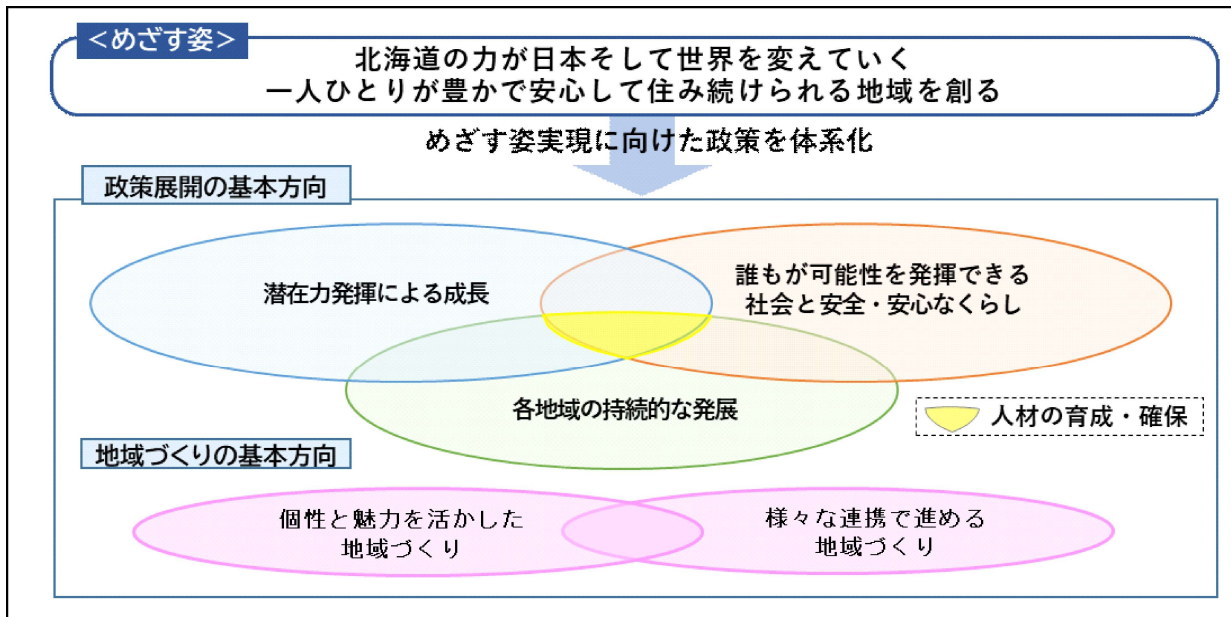 ＜めざす姿＞
北海道の力が日本そして世界を変えていく
一人ひとりが豊かで安心して住み続けられる地域を創る
めざす姿実現に向けた政策を体系化
政策展開の基本方向
潜在力発揮による成長
誰もが可能性を発揮できる
社会と安全・安心なくらし
各地域の持続的な発展
人材の育成・確保
地域づくりの基本方向
個性と魅力を活かした
地域づくり
様々な連携で進める
地域づくり